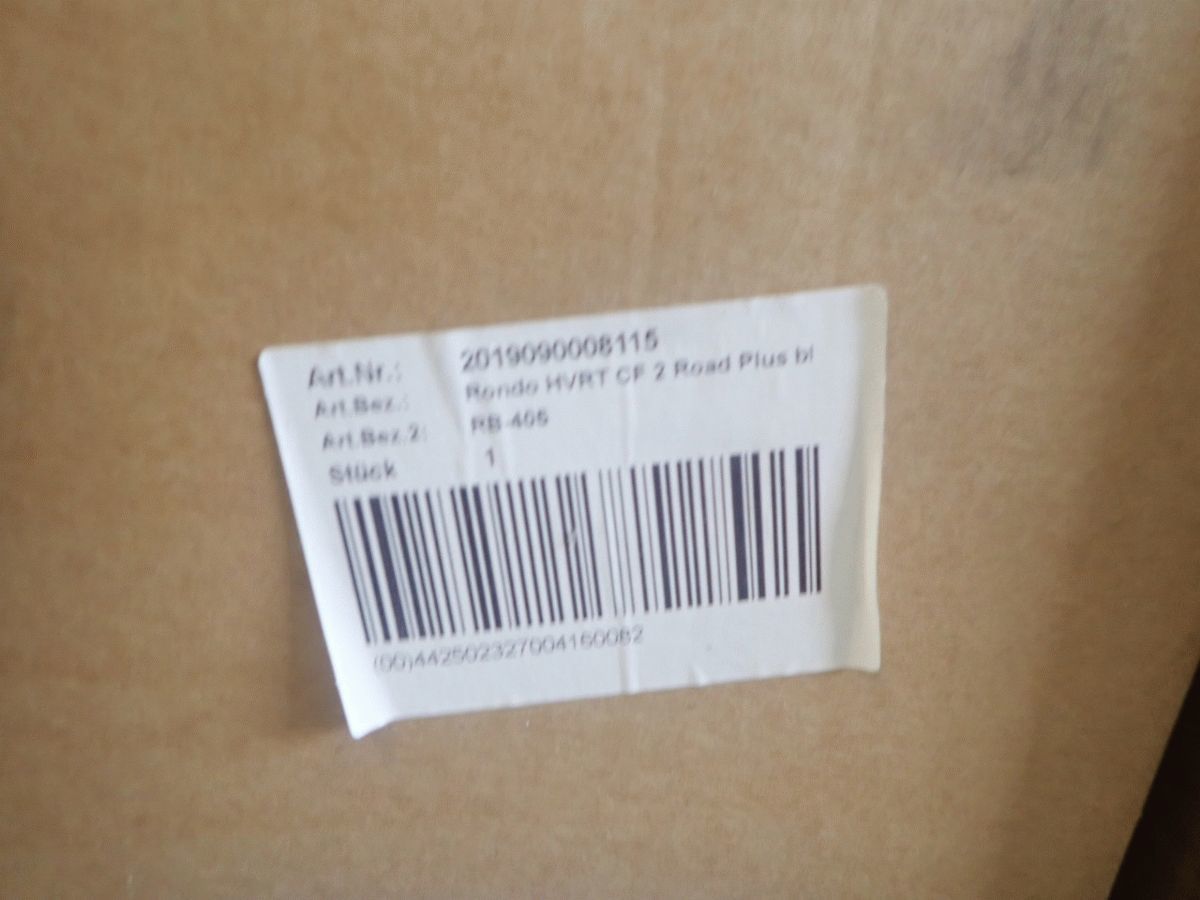 Art.Nr.: 2019090008115
Art.Bez.: Rondo HVRT CF 2 Road Plus bl
Art.Bez.2: RB-405
Stück 1
(00)442502327004160082